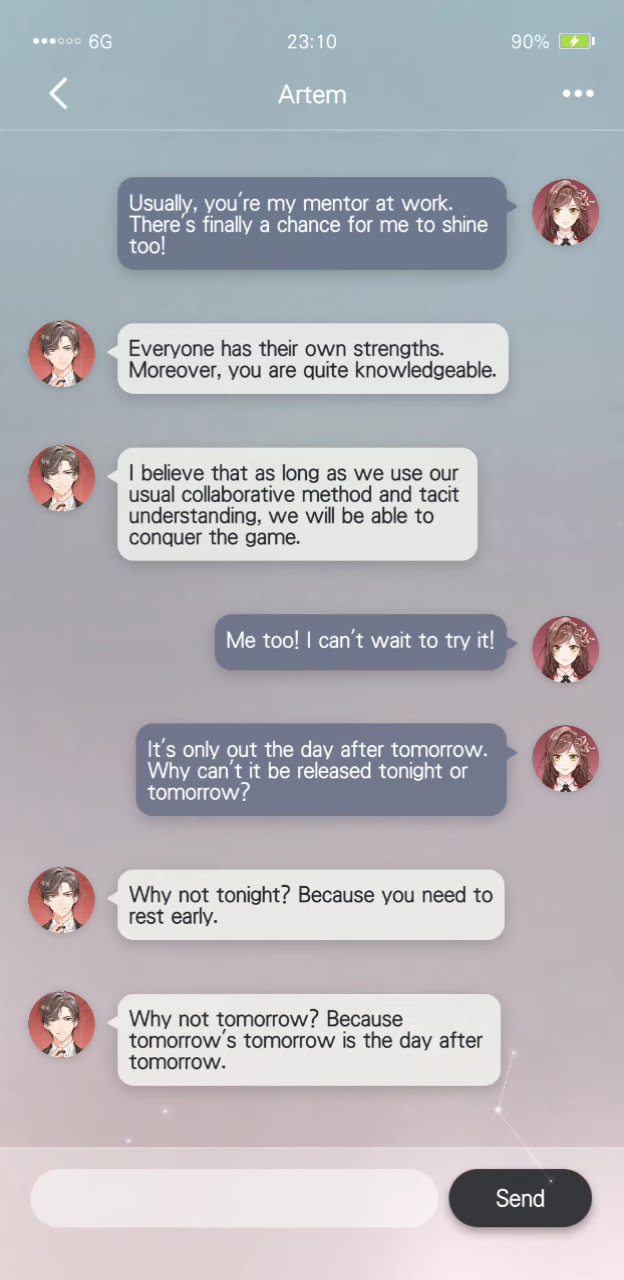 6G 23:10 90%
Artem
Usually, you're my mentor at work.
There's finally a chance for me to shine
too!
Everyone has their own strengths.
Moreover, you are quite knowledgeable.
I believe that as long as we use our
usual collaborative method and tacit
understanding, we will be able to
conquer the game.
Me too! I can't wait to try it!
It's only out the day after tomorrow.
Why can't it be released tonight or
tomorrow?
Why not tonight? Because you need to
rest early.
Why not tomorrow? Because
tomorrow's tomorrow is the day after
tomorrow.
Send